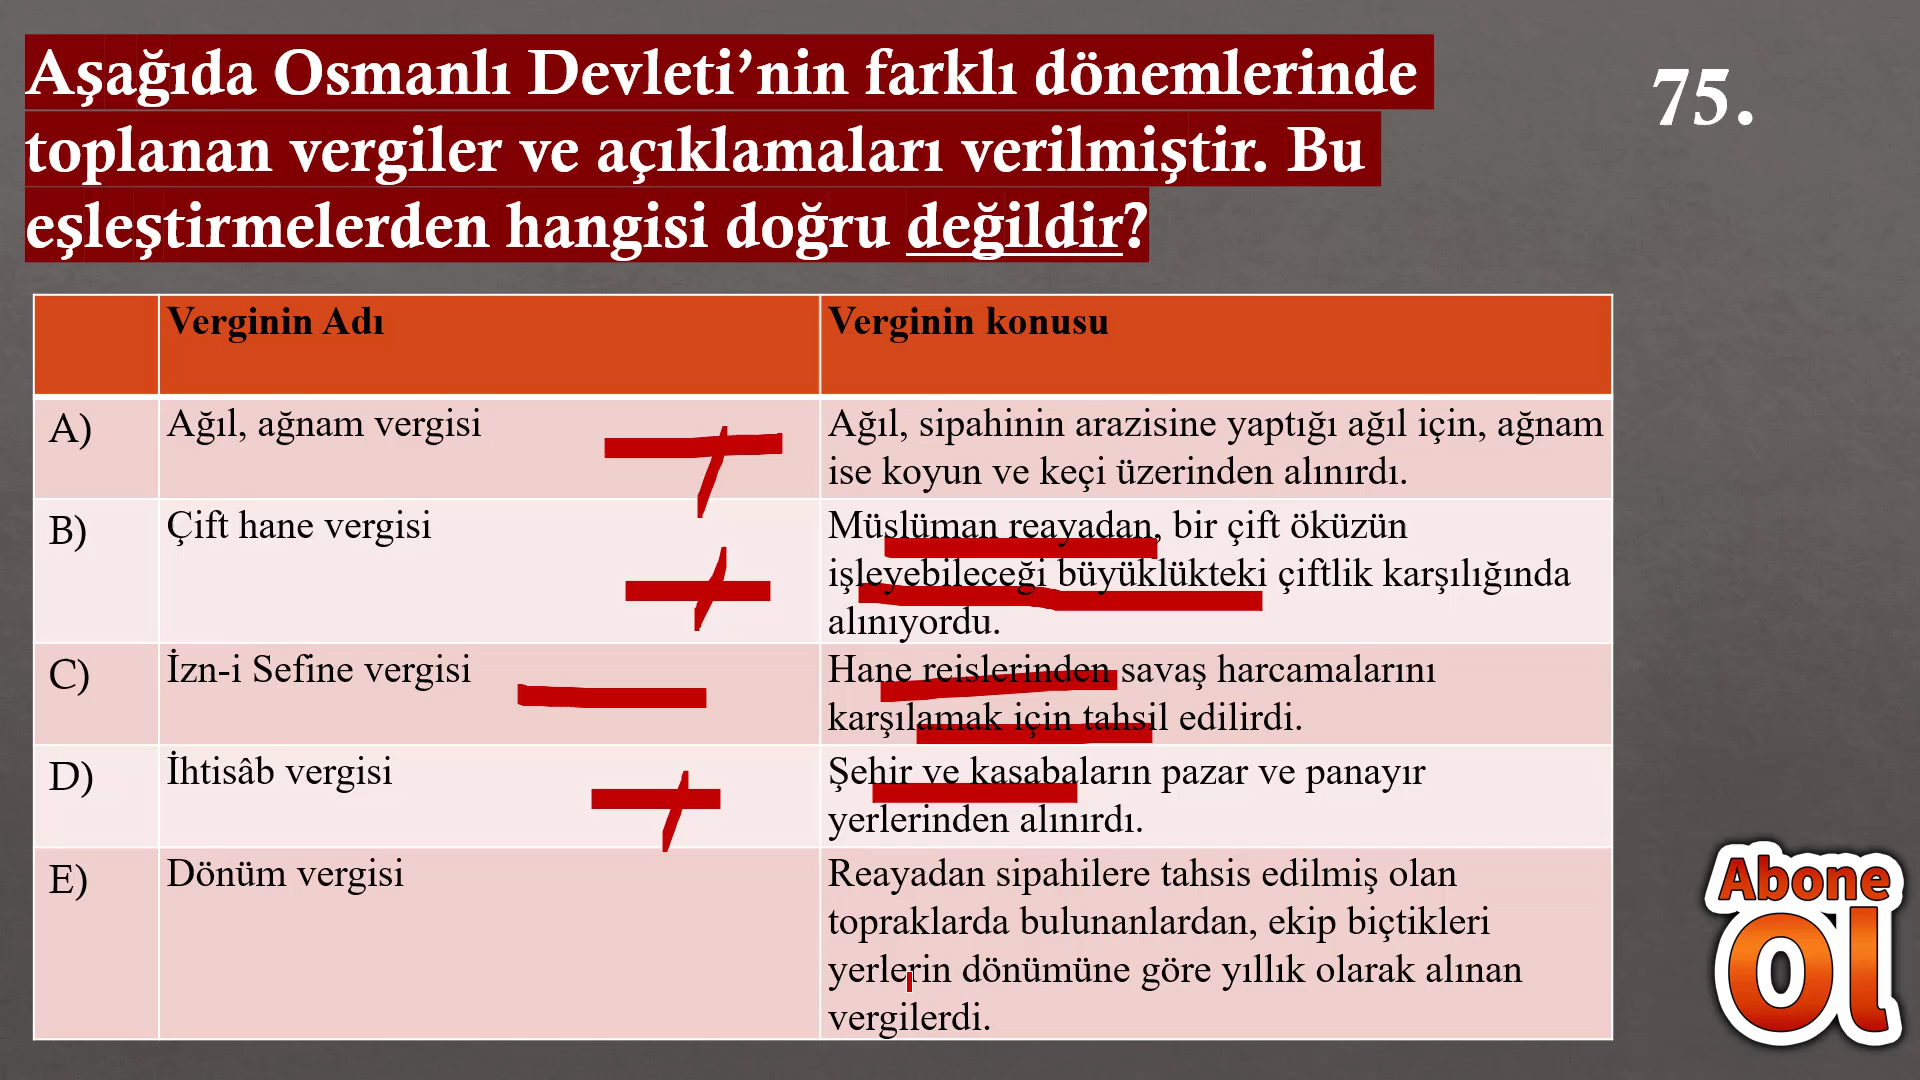 Aşağıda Osmanlı Devleti’nin farklı dönemlerinde
toplanan vergiler ve açıklamaları verilmiştir. Bu
eşleştirmelerden hangisi doğru değildir?
75.
Verginin Adı
Verginin konusu
A)
Ağıl, ağnam vergisi
Ağıl, sipahinin arazisine yaptığı ağıl için, ağnam
ise koyun ve keçi üzerinden alınırdı.
B)
Çift hane vergisi
Müslüman reayadan, bir çift öküzün
işleyebileceği büyüklükteki çiftlik karşılığında
alınıyordu.
C)
İzn-i Sefine vergisi
Hane reislerinden savaş harcamalarını
karşılamak için tahsil edilirdi.
D)
İhtisâb vergisi
Şehir ve kasabaların pazar ve panayır
yerlerinden alınırdı.
E)
Dönüm vergisi
Reayadan sipahilere tahsis edilmiş olan
topraklarda bulunanlardan, ekip biçtikleri
yerlerin dönümüne göre yıllık olarak alınan
vergilerdi.
Abone
Ol